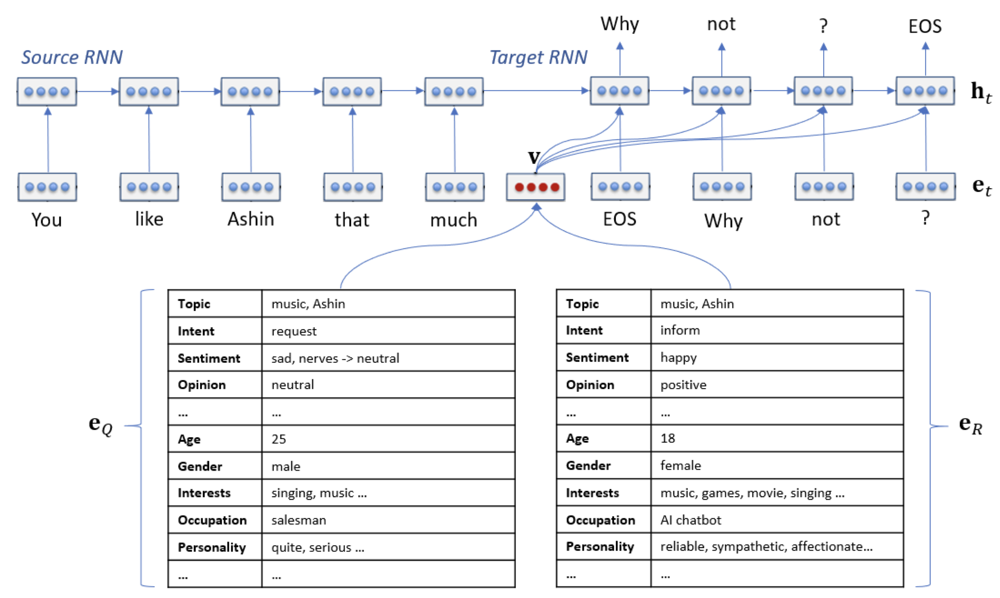 Why not ? EOS
Source RNN
Target RNN
h_t
v
e_t
You like Ashin that much EOS Why not ?
e_Q
Topic music, Ashin
Intent request
Sentiment sad, nerves -> neutral
Opinion neutral
... ...
Age 25
Gender male
Interests singing, music ...
Occupation salesman
Personality quite, serious ...
... ...
Topic music, Ashin
Intent inform
Sentiment happy
Opinion positive
... ...
Age 18
Gender female
Interests music, games, movie, singing ...
Occupation AI chatbot
Personality reliable, sympathetic, affectionate...
... ...
e_R